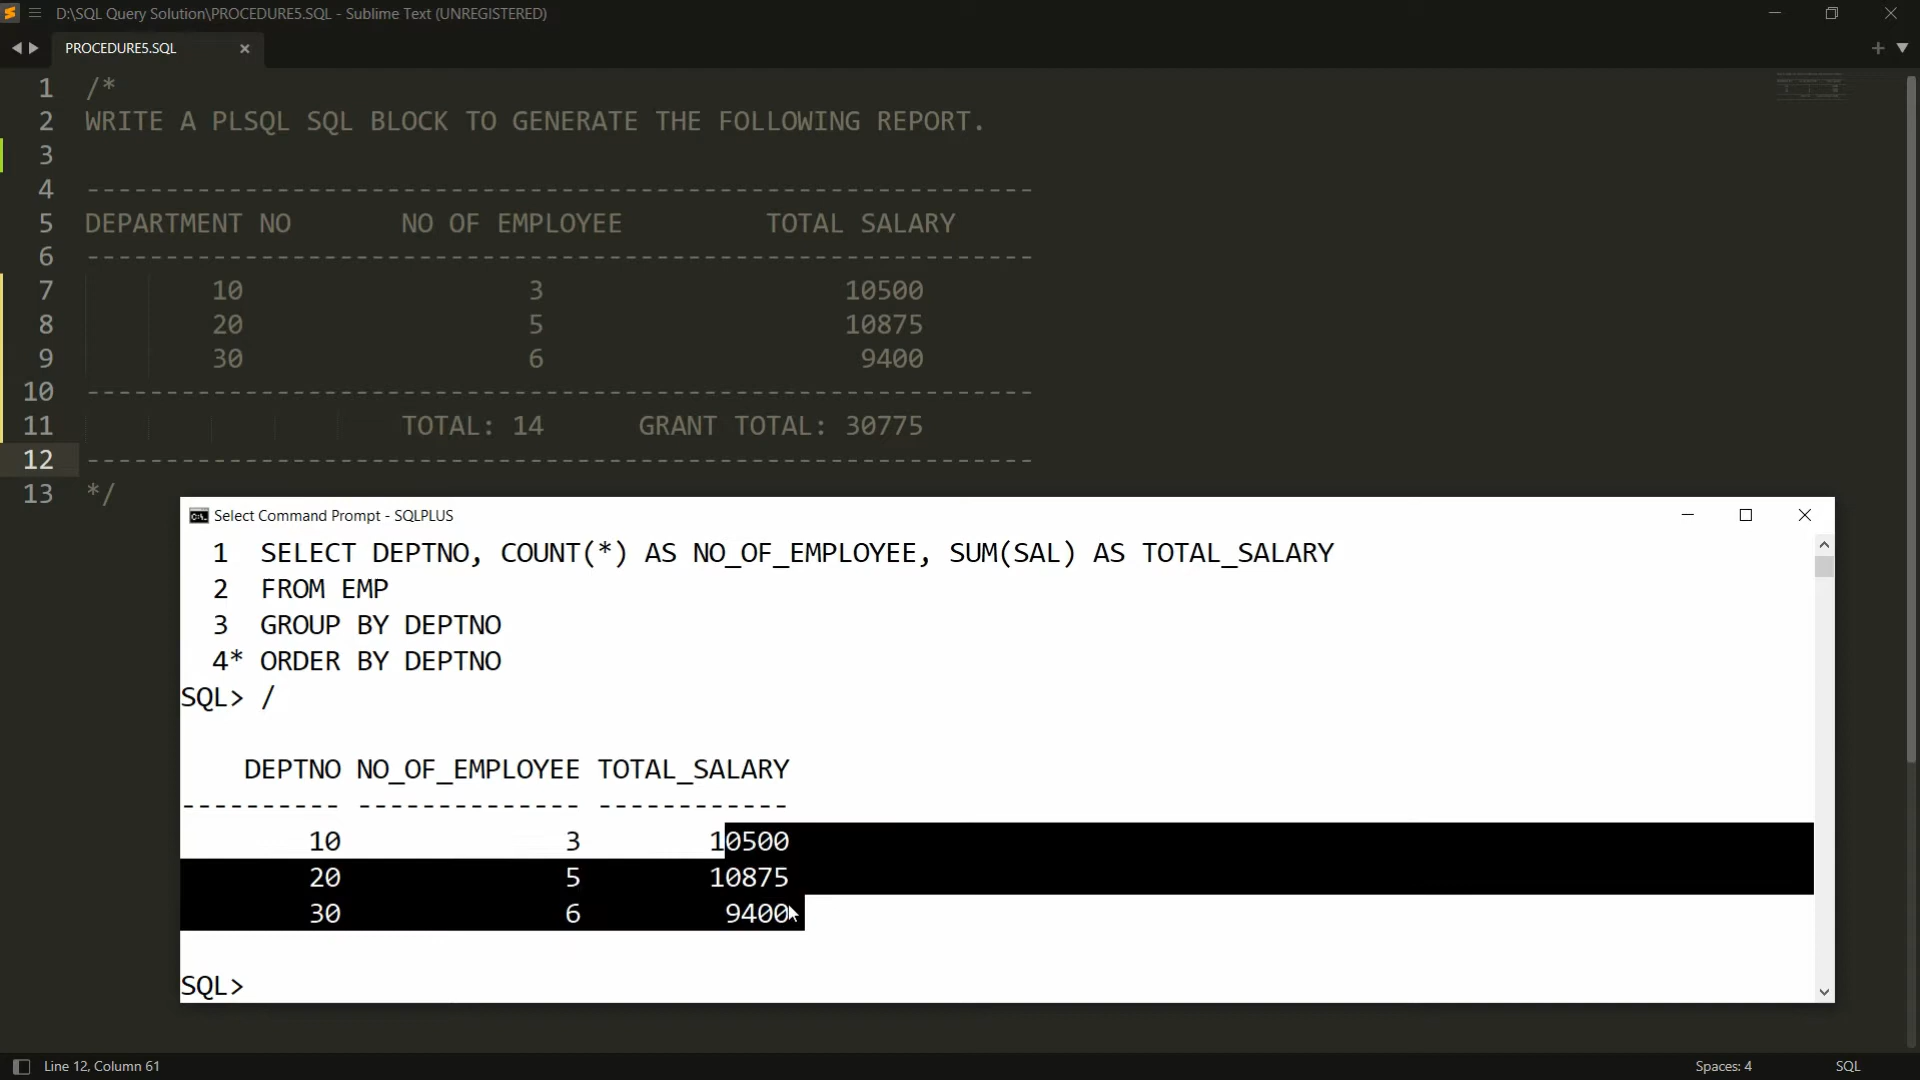 D:\SQL Query Solution\PROCEDURE5.SQL - Sublime Text (UNREGISTERED)
PROCEDURE5.SQL
1 /*
2 WRITE A PLSQL SQL BLOCK TO GENERATE THE FOLLOWING REPORT.
3
4 ------------------------------------------------------------
5 DEPARTMENT NO       NO OF EMPLOYEE         TOTAL SALARY
6 ------------------------------------------------------------
7         10                  3                   10500
8         20                  5                   10875
9         30                  6                    9400
10 ------------------------------------------------------------
11                     TOTAL: 14      GRANT TOTAL: 30775
12 ------------------------------------------------------------
13 */
Select Command Prompt - SQLPLUS
1  SELECT DEPTNO, COUNT(*) AS NO_OF_EMPLOYEE, SUM(SAL) AS TOTAL_SALARY
2  FROM EMP
3  GROUP BY DEPTNO
4* ORDER BY DEPTNO
SQL> /
DEPTNO NO_OF_EMPLOYEE TOTAL_SALARY
---------- -------------- ------------
10              3        10500
20              5        10875
30              6         9400
SQL>
Line 12, Column 61
Spaces: 4
SQL